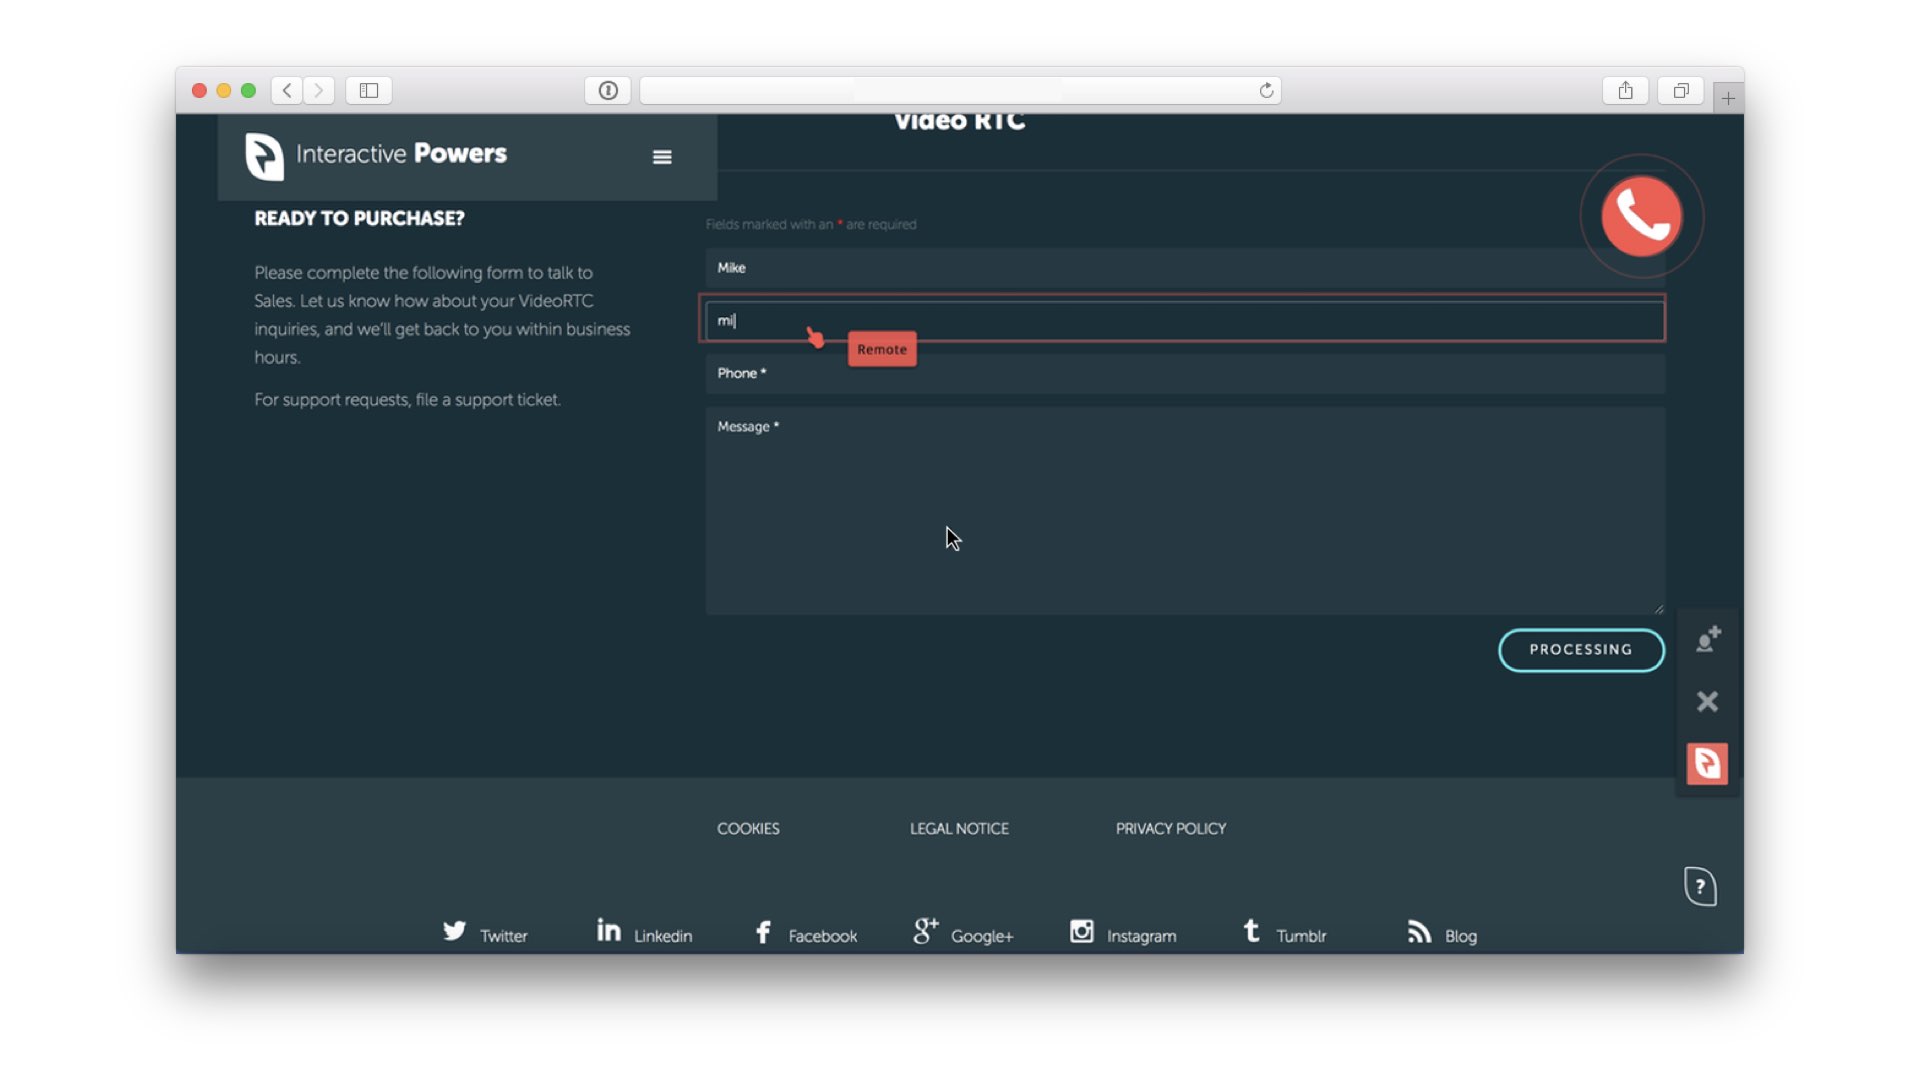 Video RTC
Interactive Powers
READY TO PURCHASE?
Please complete the following form to talk to
Sales. Let us know how about your VideoRTC
inquiries, and we'll get back to you within business
hours.
For support requests, file a support ticket.
Fields marked with an * are required
Mike
mi
Remote
Phone *
Message *
PROCESSING
COOKIES
LEGAL NOTICE
PRIVACY POLICY
?
Twitter
in Linkedin
f Facebook
g+ Google+
Instagram
t Tumblr
Blog